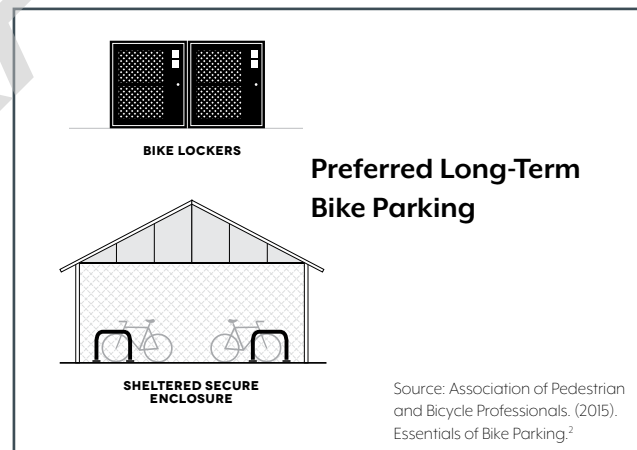 BIKE LOCKERS
Preferred Long-Term
Bike Parking
SHELTERED SECURE
ENCLOSURE
Source: Association of Pedestrian
and Bicycle Professionals. (2015).
Essentials of Bike Parking.²